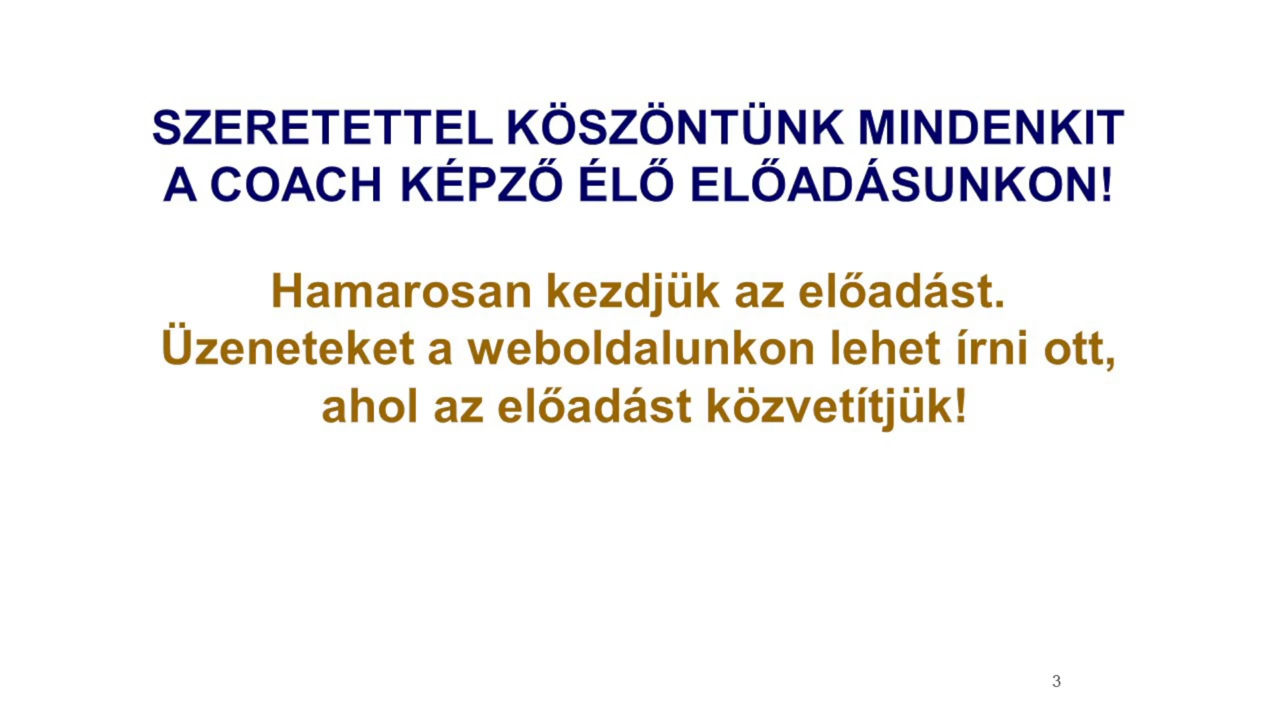 SZERETETTEL KÖSZÖNTÜNK MINDENKIT
A COACH KÉPZŐ ÉLŐ ELŐADÁSUNKON!
Hamarosan kezdjük az előadást.
Üzeneteket a weboldalunkon lehet írni ott,
ahol az előadást közvetítjük!
3